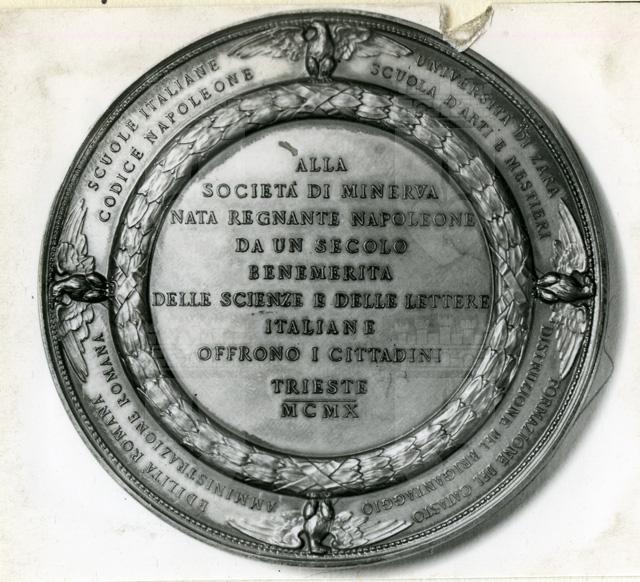 ALLA
SOCIETÁ DI MINERVA
NATA REGNANTE NAPOLEONE
DA UN SECOLO
BENEMERITA
DELLE SCIENZE E DELLE LETTERE
ITALIANE
OFFRONO I CITTADINI
TRIESTE
MCMX
SCUOLE ITALIANE
CODICE NAPOLEONE
UNIVERSITÀ DI ZARA
SCUOLA D'ARTI E MESTIERI
FORMAZIONE DEL CATASTO
DISTRUZIONE DEL BRIGANTAGGIO
EDILITÀ ROMANA
AMMINISTRAZIONE ROMANA